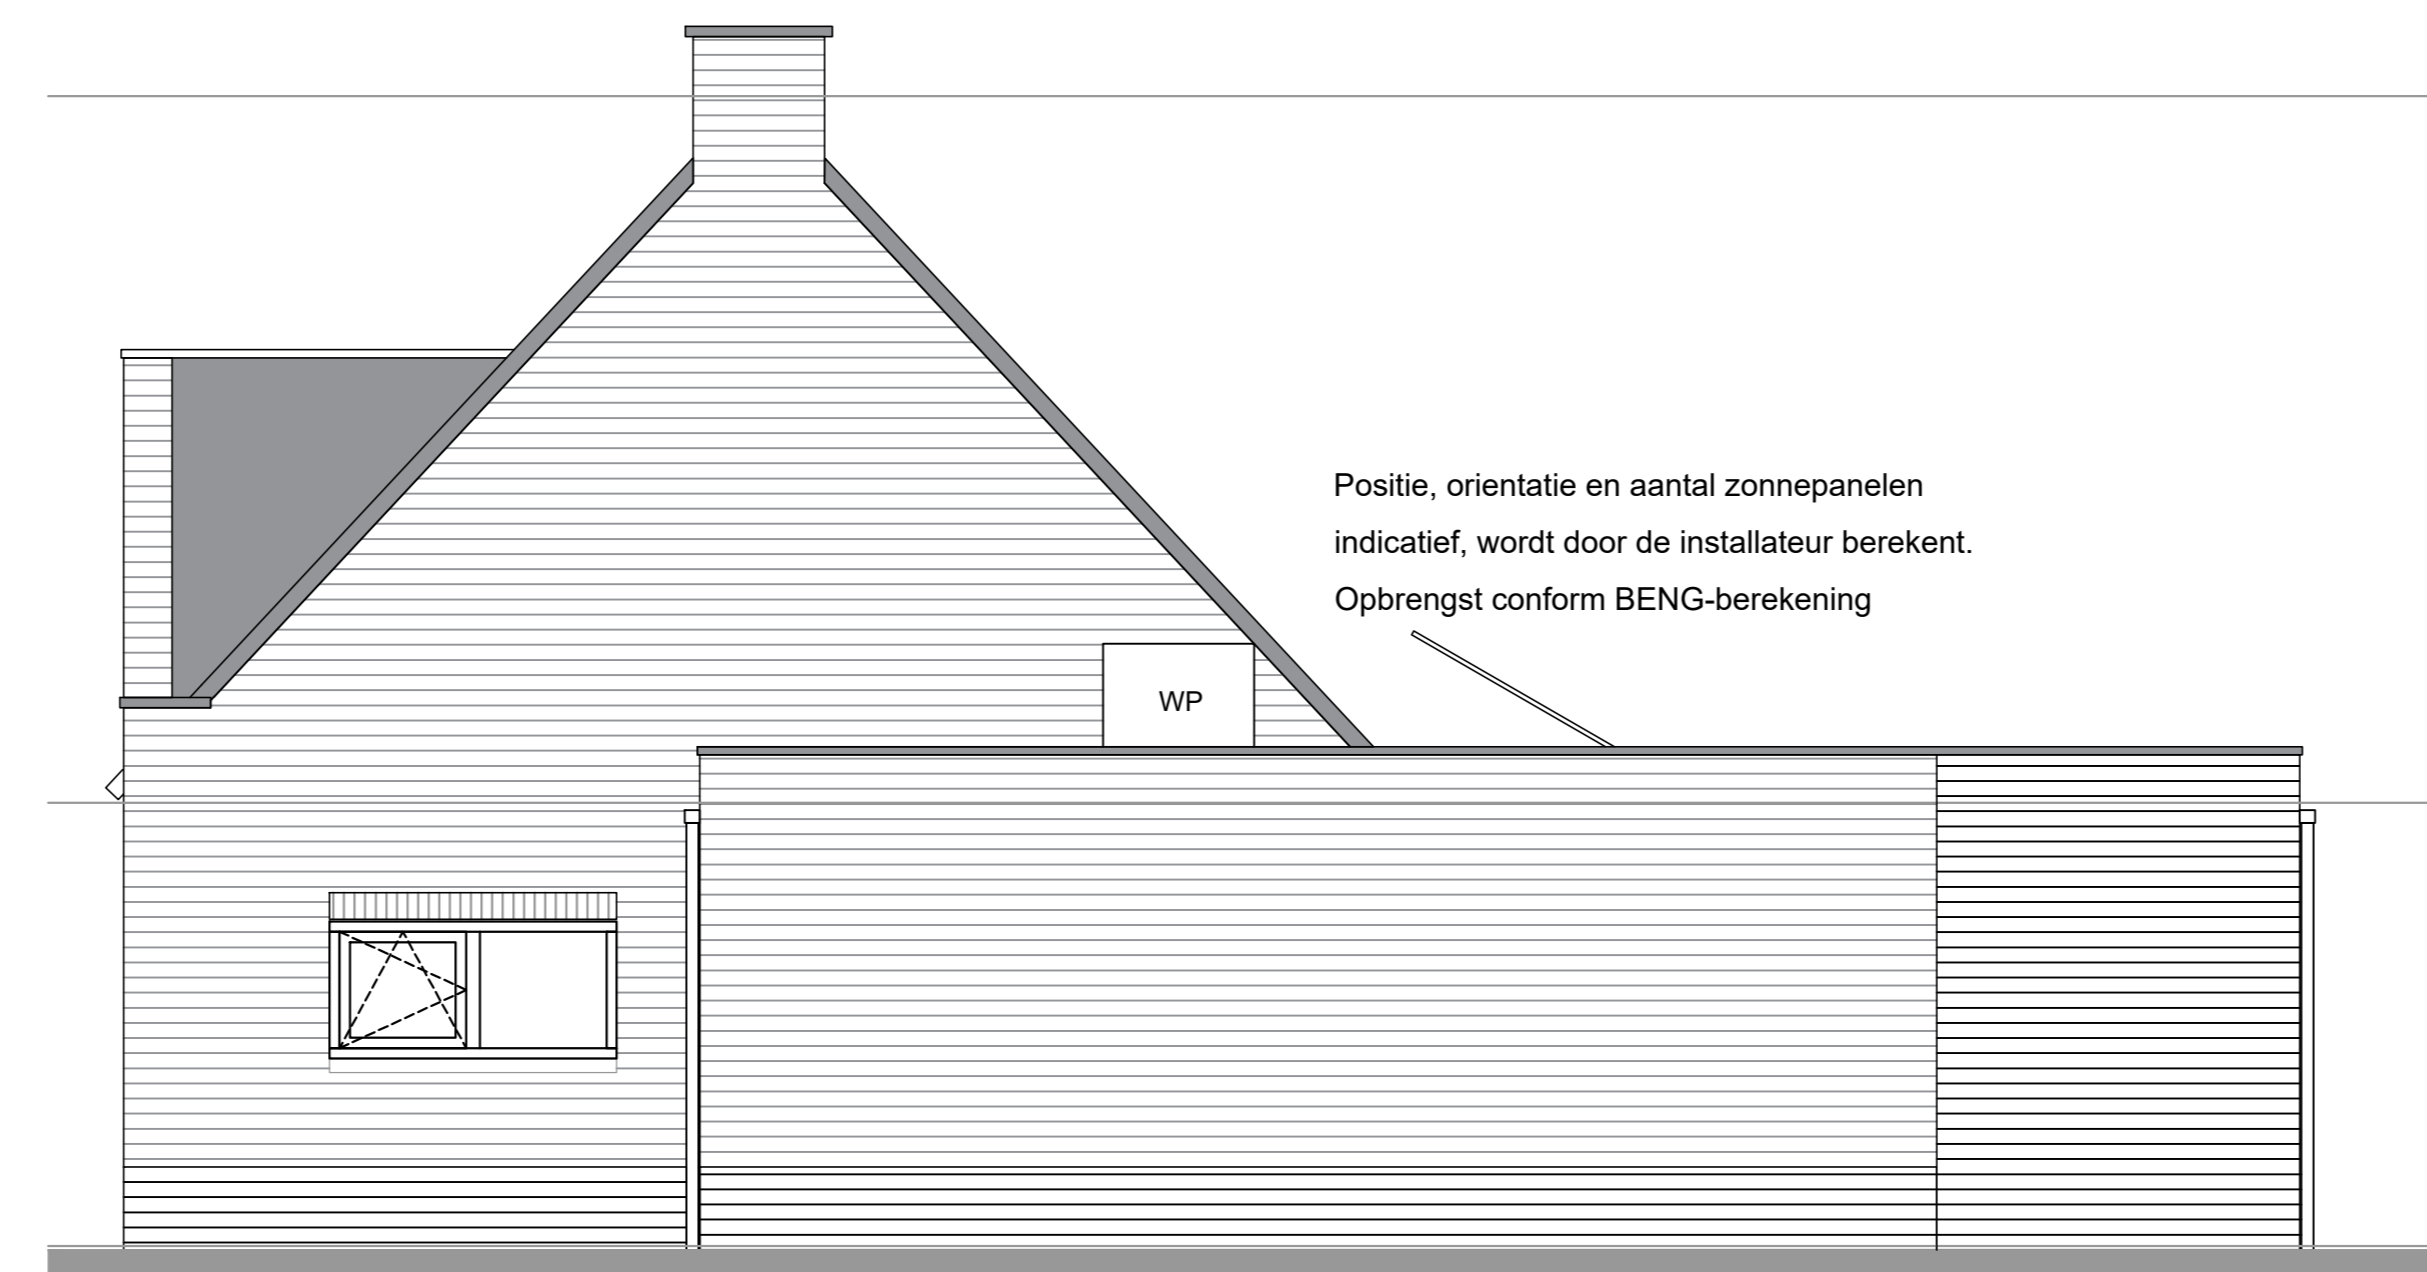 Positie, orientatie en aantal zonnepanelen
indicatief, wordt door de installateur berekent.
Opbrengst conform BENG-berekening
WP